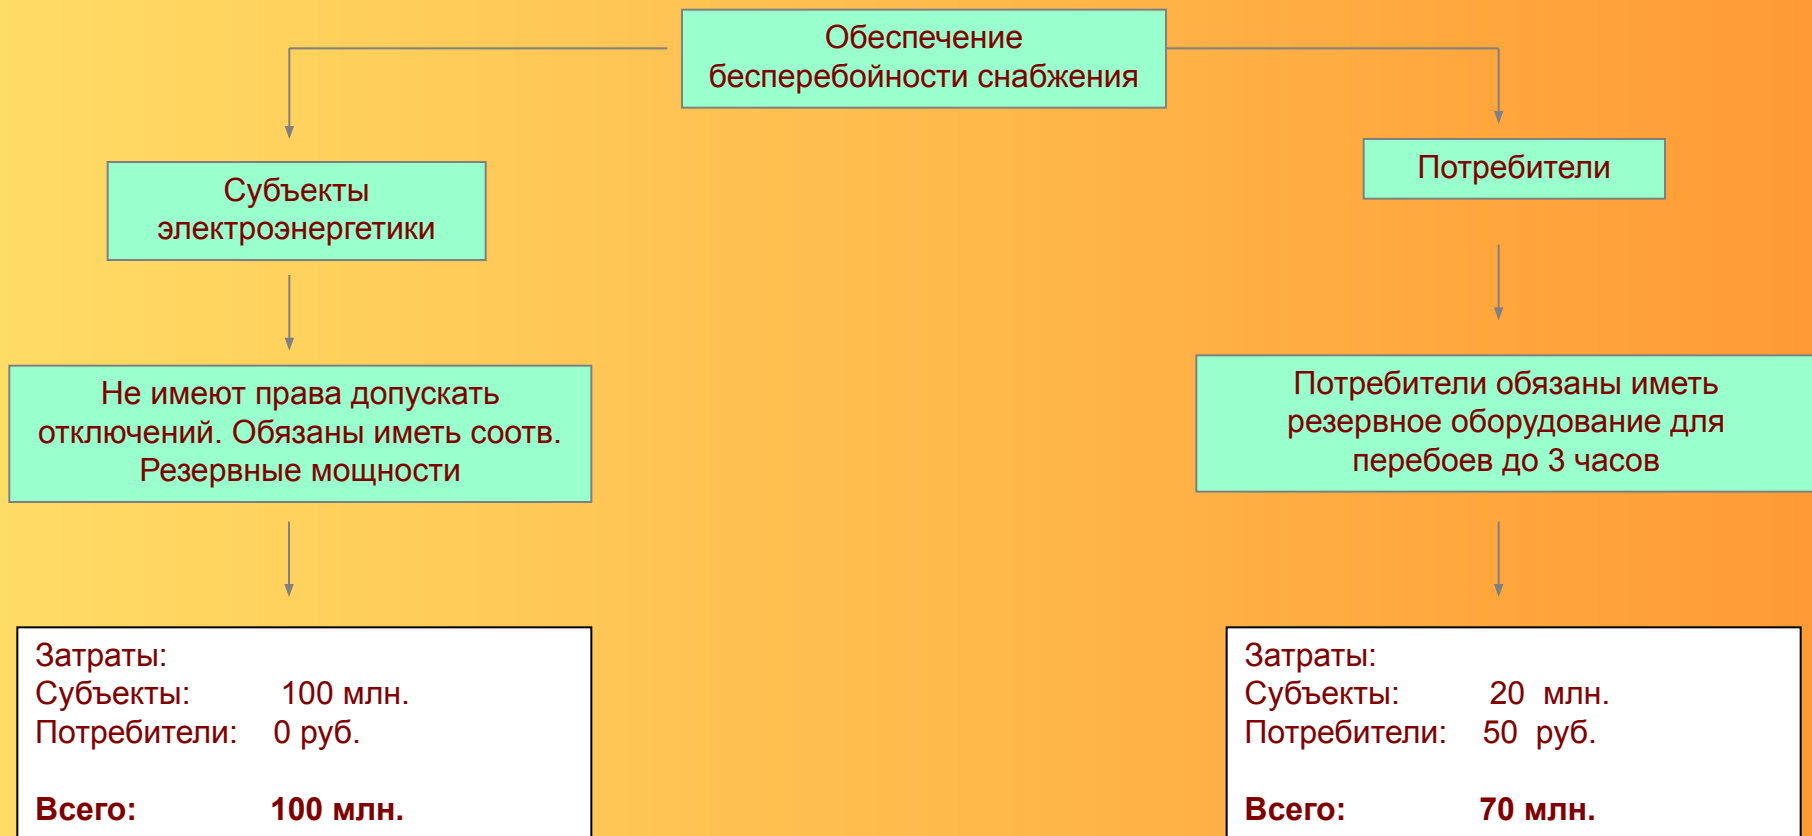 Обеспечение
бесперебойности снабжения
Субъекты
электроэнергетики
Не имеют права допускать
отключений. Обязаны иметь соотв.
Резервные мощности
Затраты:
Субъекты: 100 млн.
Потребители: 0 руб.
Всего: 100 млн.
Потребители
Потребители обязаны иметь
резервное оборудование для
перебоев до 3 часов
Затраты:
Субъекты: 20 млн.
Потребители: 50 руб.
Всего: 70 млн.